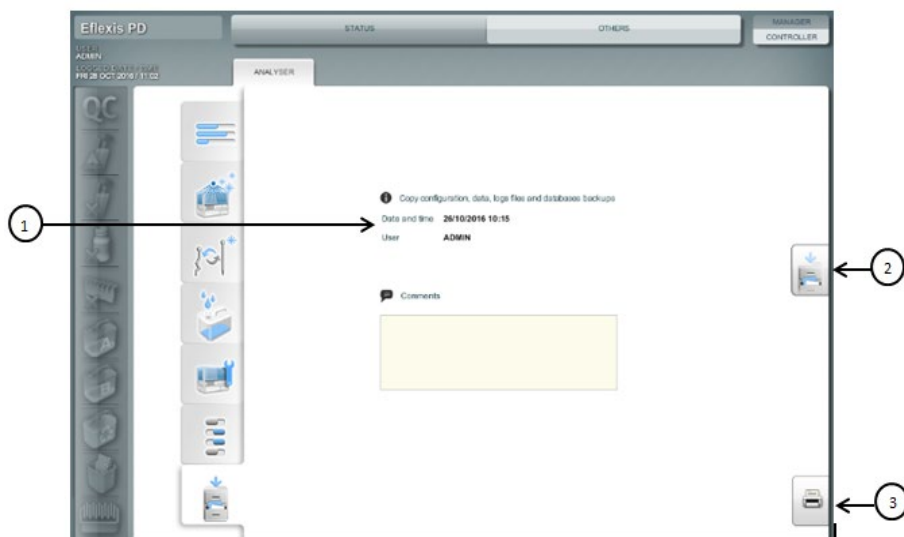 Eflexis PD
STATUS
OTHERS
MANAGER
CONTROLLER
USER
ADMIN
FRI 28 OCT 2016 / 11:02
ANALYSER
QC
Copy configuration, data, logs files and databases backups
Date and time 26/10/2016 10:15
User ADMIN
Comments
A
B
1
2
3